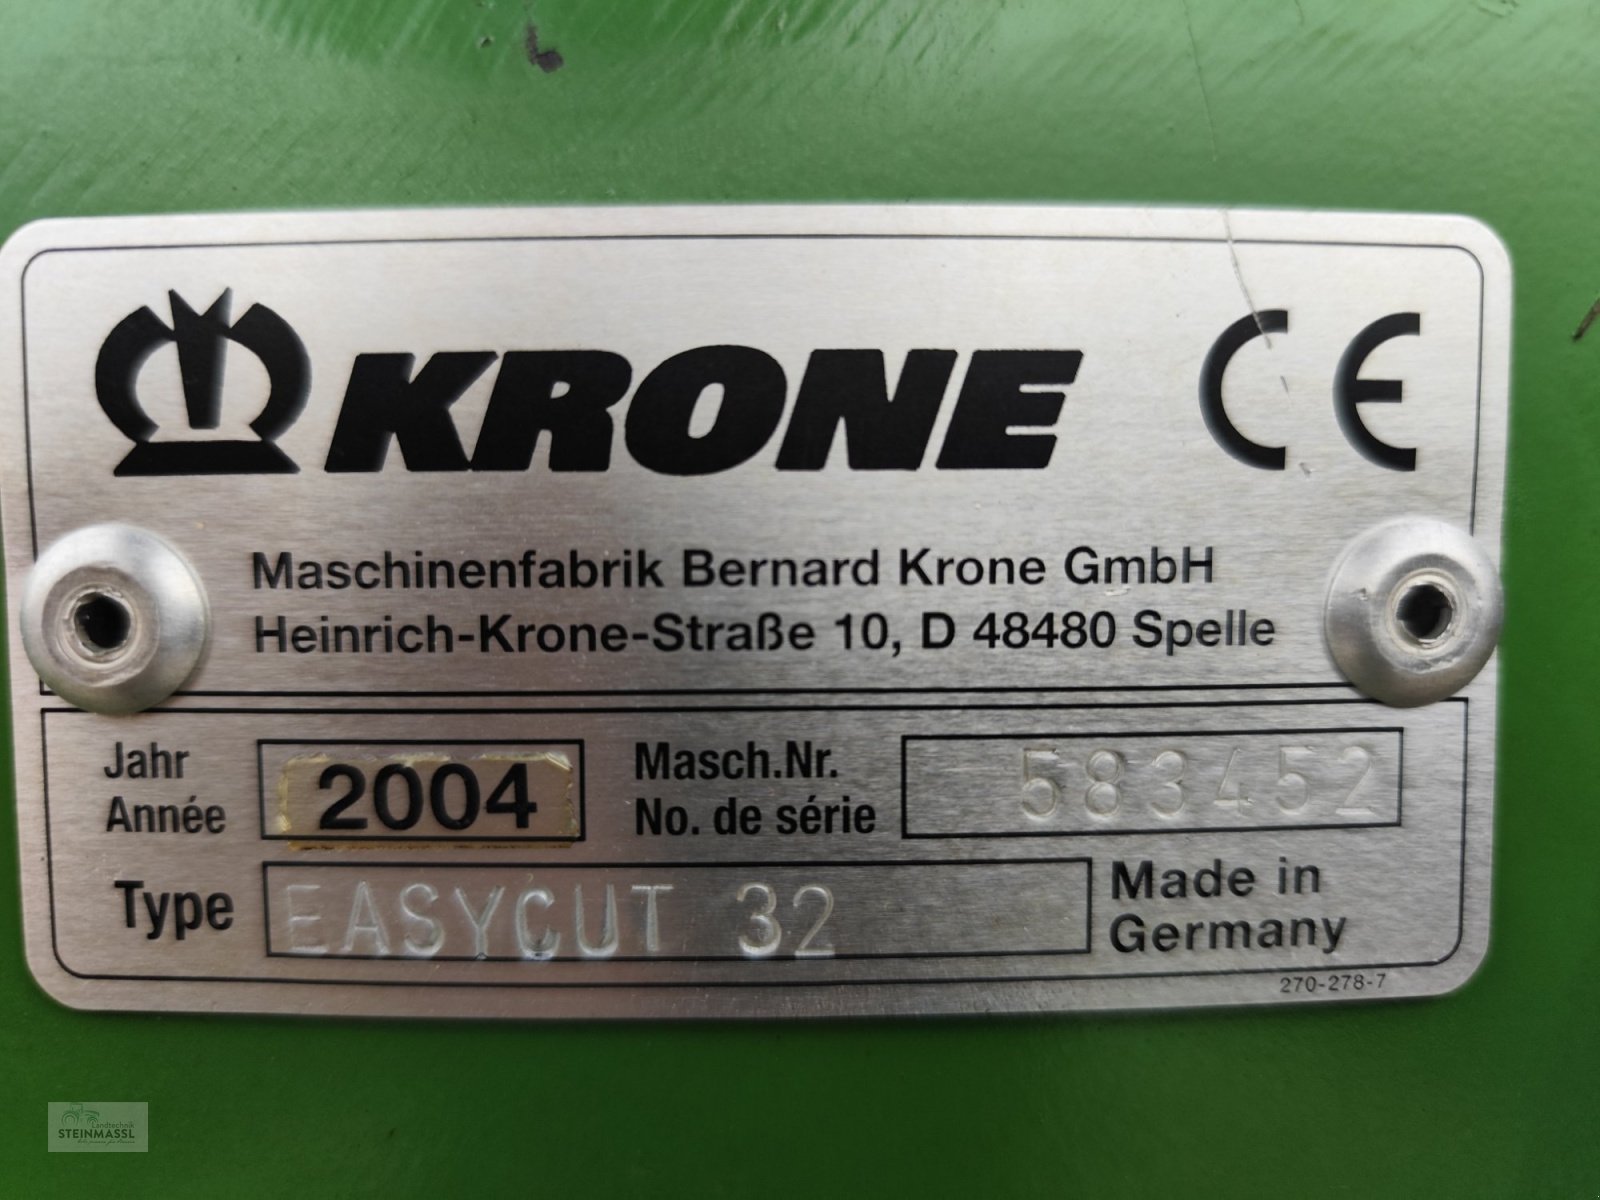 KRONE CE
Maschinenfabrik Bernard Krone GmbH
Heinrich-Krone-Straße 10, D 48480 Spelle
Jahr
Année
2004
Masch.Nr.
No. de série
583452
Type
EASYCUT 32
Made in
Germany
270-278-7
Landtechnik
STEINMASSL